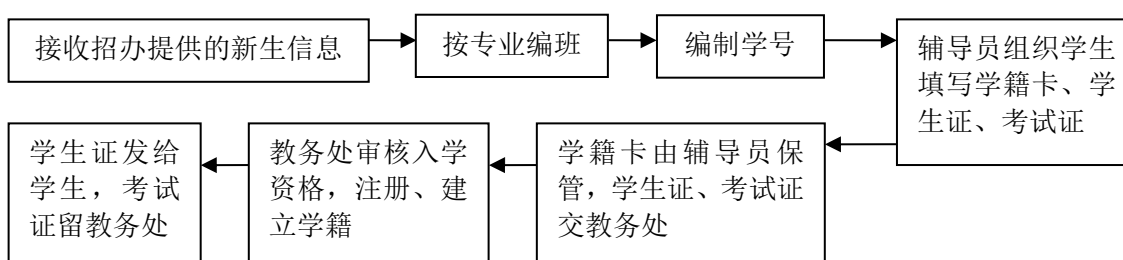 接收招办提供的新生信息
按专业编班
编制学号
辅导员组织学生
填写学籍卡、学
生证、考试证
学籍卡由辅导员保
管，学生证、考试证
交教务处
教务处审核入学
资格，注册、建
立学籍
学生证发给
学生，考试
证留教务处